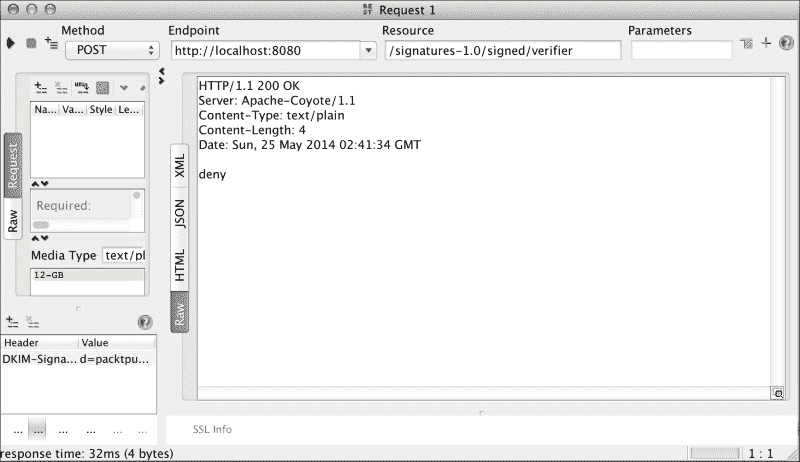 Request 1
Method Endpoint Resource Parameters
POST http://localhost:8080 /signatures-1.0/signed/verifier
Na... Va... Style Le...
Required:
Media Type text/pl
12-GB
Request
Raw
Header Value
DKIM-Signa... d=packtpu...
... ... ... ... ... ...
XML
JSON
HTML
Raw
HTTP/1.1 200 OK
Server: Apache-Coyote/1.1
Content-Type: text/plain
Content-Length: 4
Date: Sun, 25 May 2014 02:41:34 GMT
deny
SSL Info
response time: 32ms (4 bytes)
1 : 1